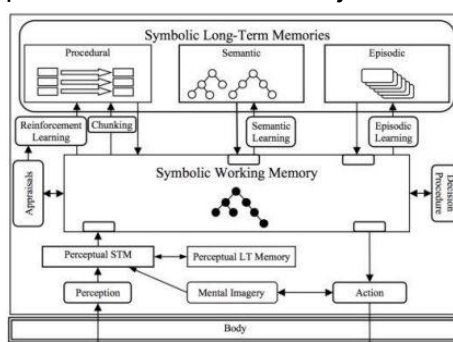 Symbolic Long-Term Memories
Procedural
Semantic
Episodic
Reinforcement
Learning
Chunking
Semantic
Learning
Episodic
Learning
Symbolic Working Memory
Appraisals
Decision
Procedure
Perceptual STM
Perceptual LT Memory
Perception
Mental Imagery
Action
Body